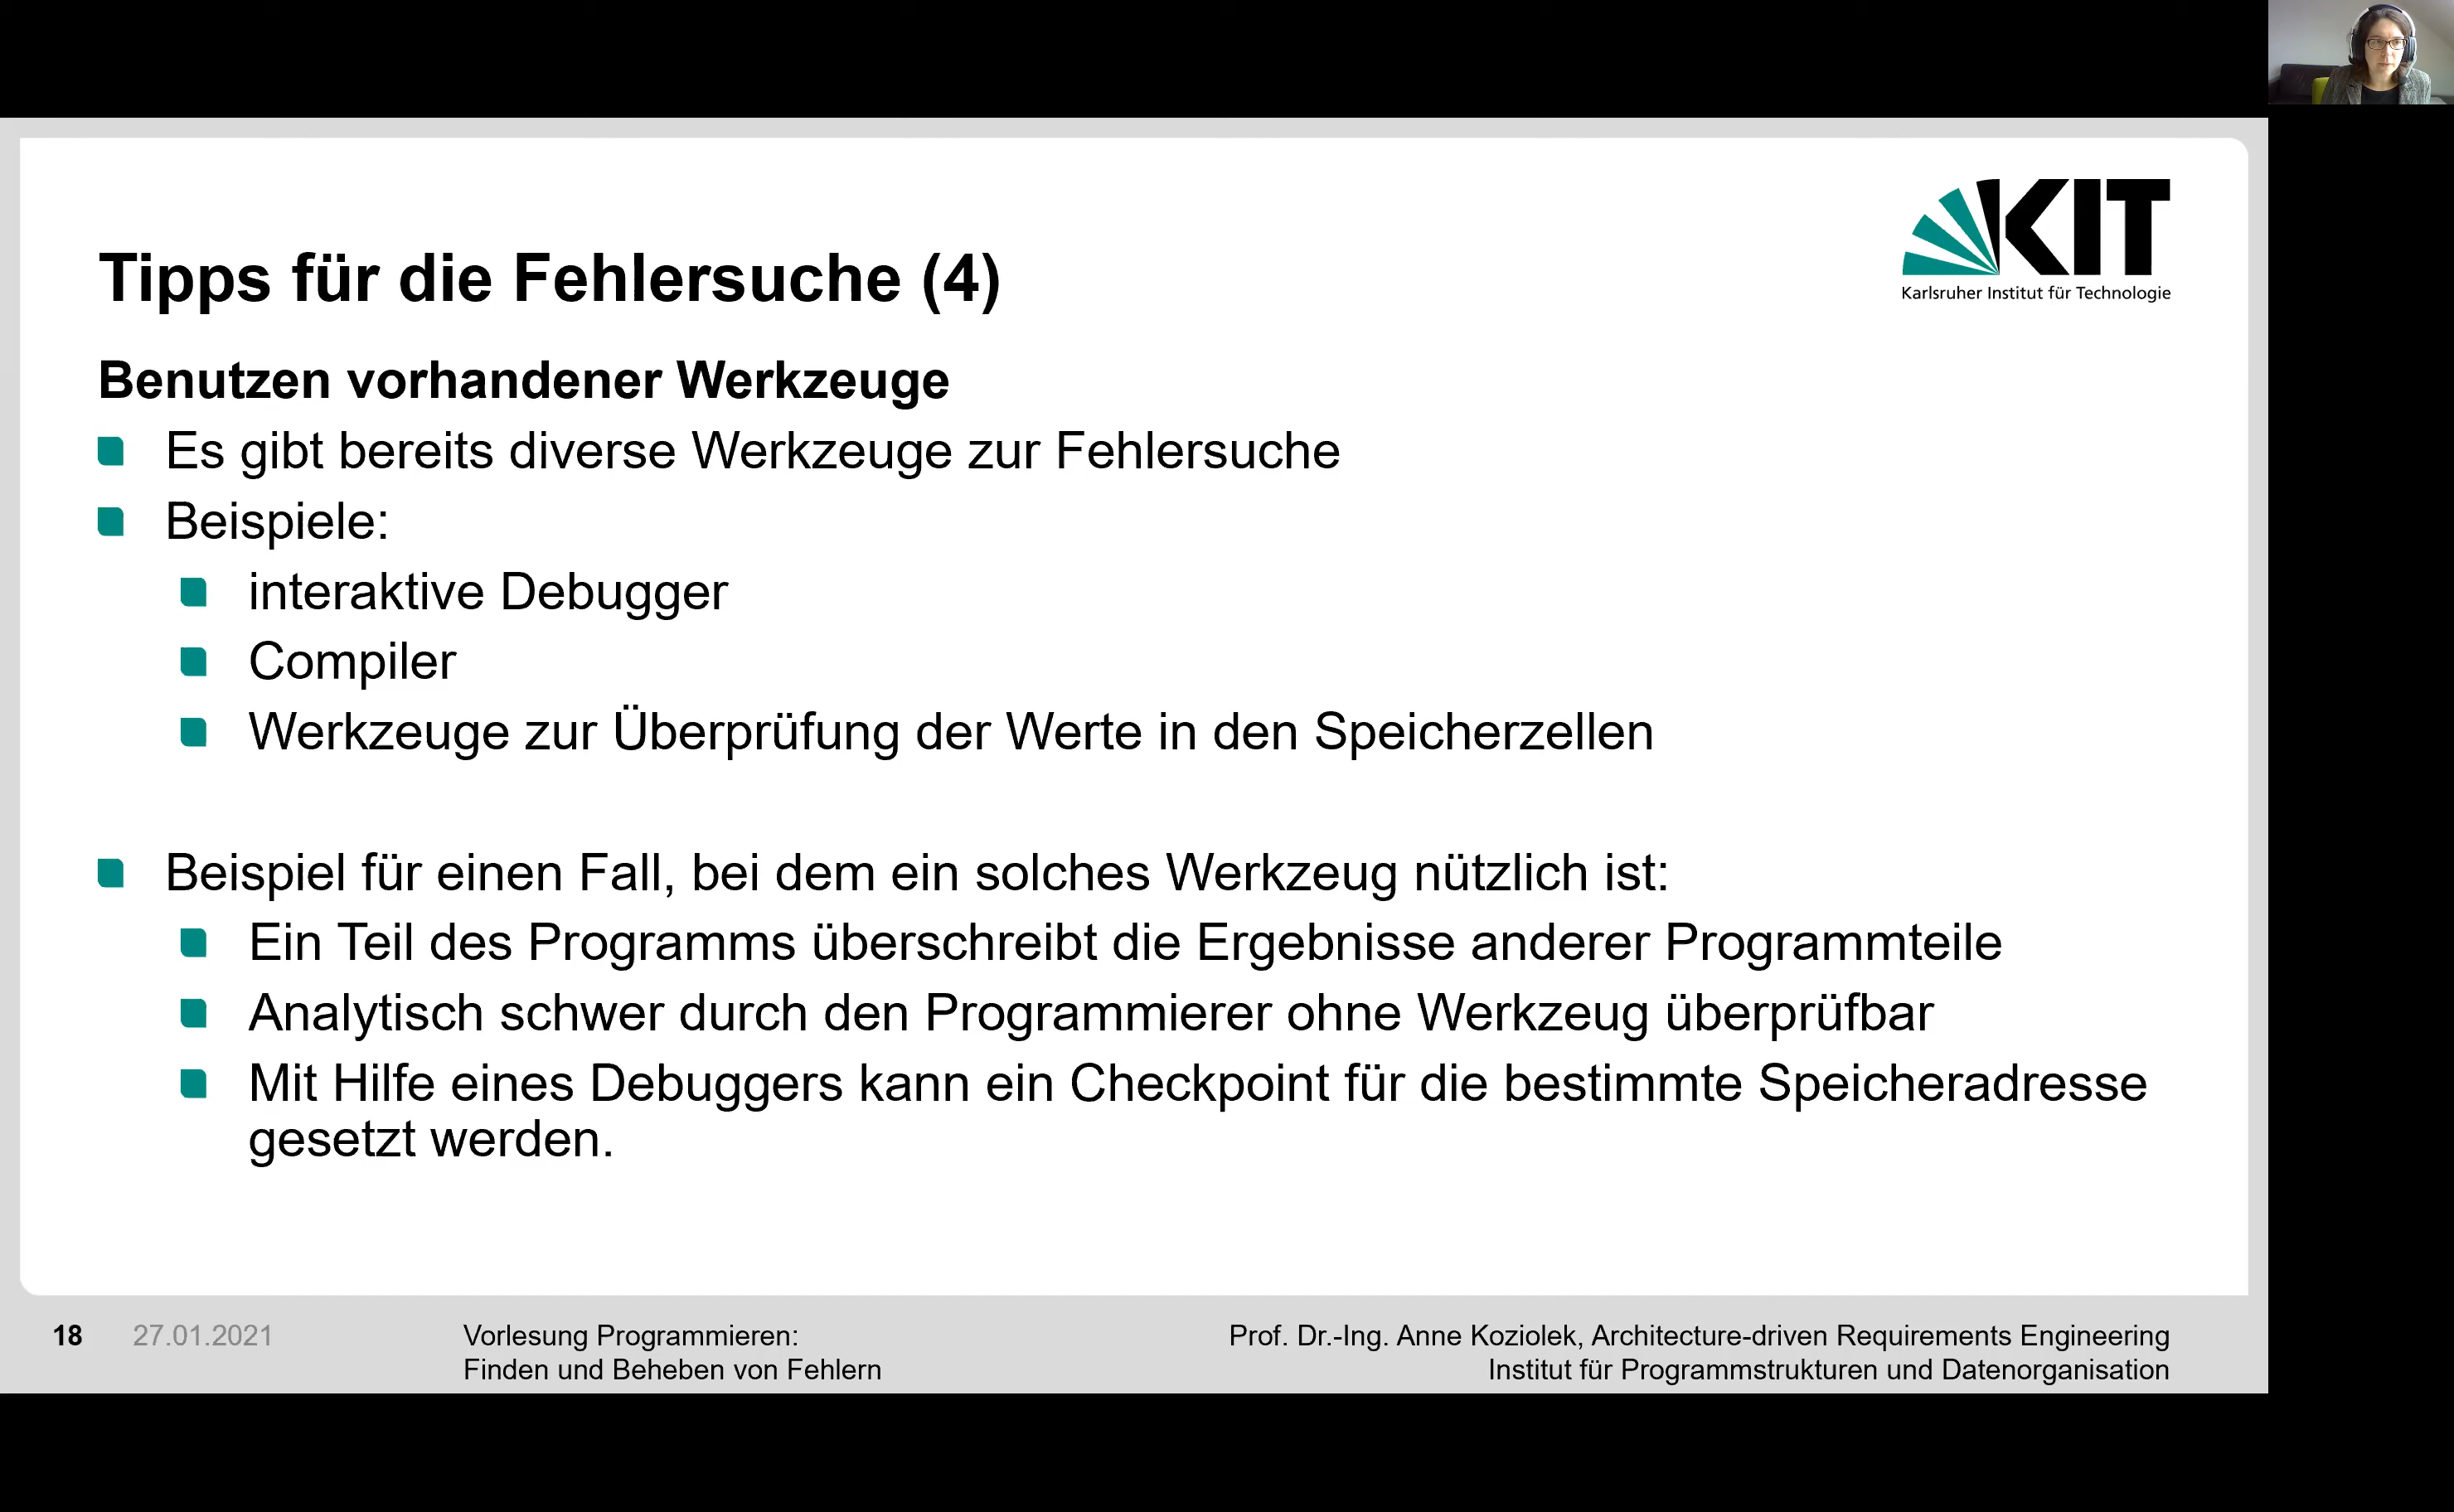 KIT
Karlsruher Institut für Technologie
Tipps für die Fehlersuche (4)
Benutzen vorhandener Werkzeuge
Es gibt bereits diverse Werkzeuge zur Fehlersuche
Beispiele:
interaktive Debugger
Compiler
Werkzeuge zur Überprüfung der Werte in den Speicherzellen
Beispiel für einen Fall, bei dem ein solches Werkzeug nützlich ist:
Ein Teil des Programms überschreibt die Ergebnisse anderer Programmteile
Analytisch schwer durch den Programmierer ohne Werkzeug überprüfbar
Mit Hilfe eines Debuggers kann ein Checkpoint für die bestimmte Speicheradresse
gesetzt werden.
18 27.01.2021
Vorlesung Programmieren:
Finden und Beheben von Fehlern
Prof. Dr.-Ing. Anne Koziolek, Architecture-driven Requirements Engineering
Institut für Programmstrukturen und Datenorganisation